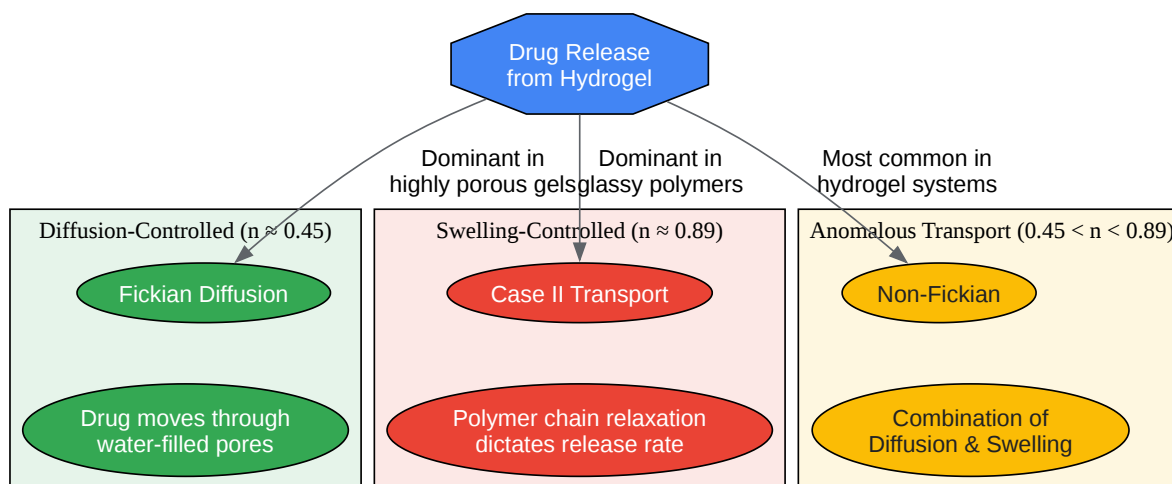 Drug Release
from Hydrogel
Dominant in
highly porous gels
Dominant in
glassy polymers
Most common in
hydrogel systems
Diffusion-Controlled (n ≈ 0.45)
Swelling-Controlled (n ≈ 0.89)
Anomalous Transport (0.45 < n < 0.89)
Fickian Diffusion
Case II Transport
Non-Fickian
Drug moves through
water-filled pores
Polymer chain relaxation
dictates release rate
Combination of
Diffusion & Swelling